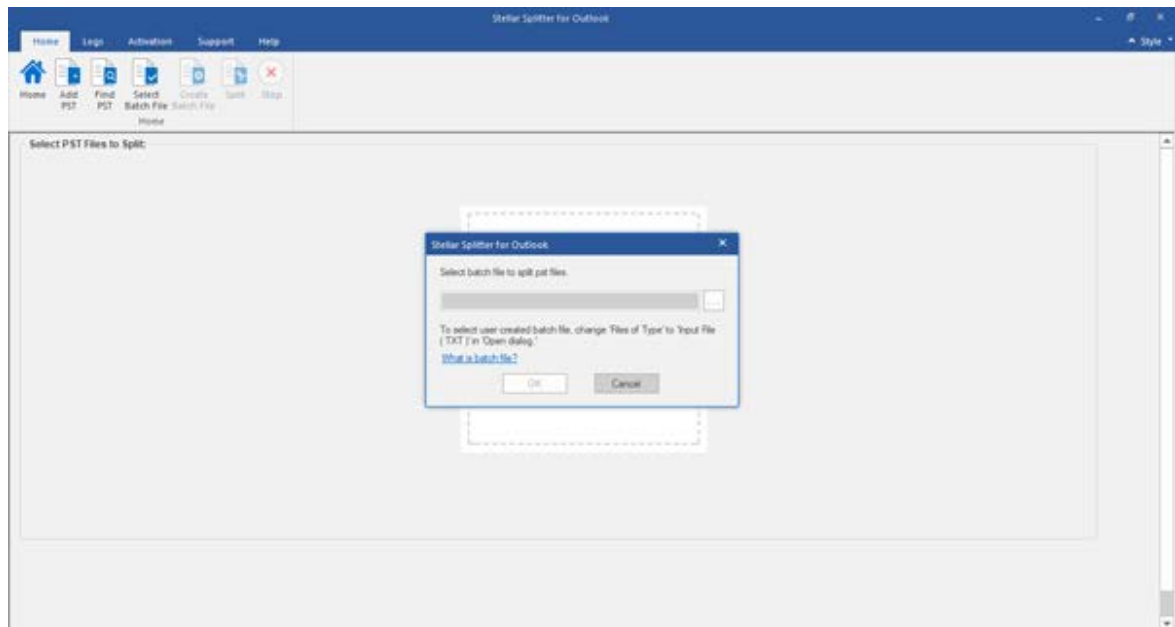 Stellar Splitter for Outlook
Home Logs Activation Support Help
Style
Home Add PST Find PST Select Batch File Create Batch File Split Stop
Home
Select PST Files to Split:
Stellar Splitter for Outlook
Select batch file to split pst files.
...
To select user created batch file, change 'Files of Type' to 'Input File
( TXT )' in 'Open dialog.'
What is batch file?
OK Cancel